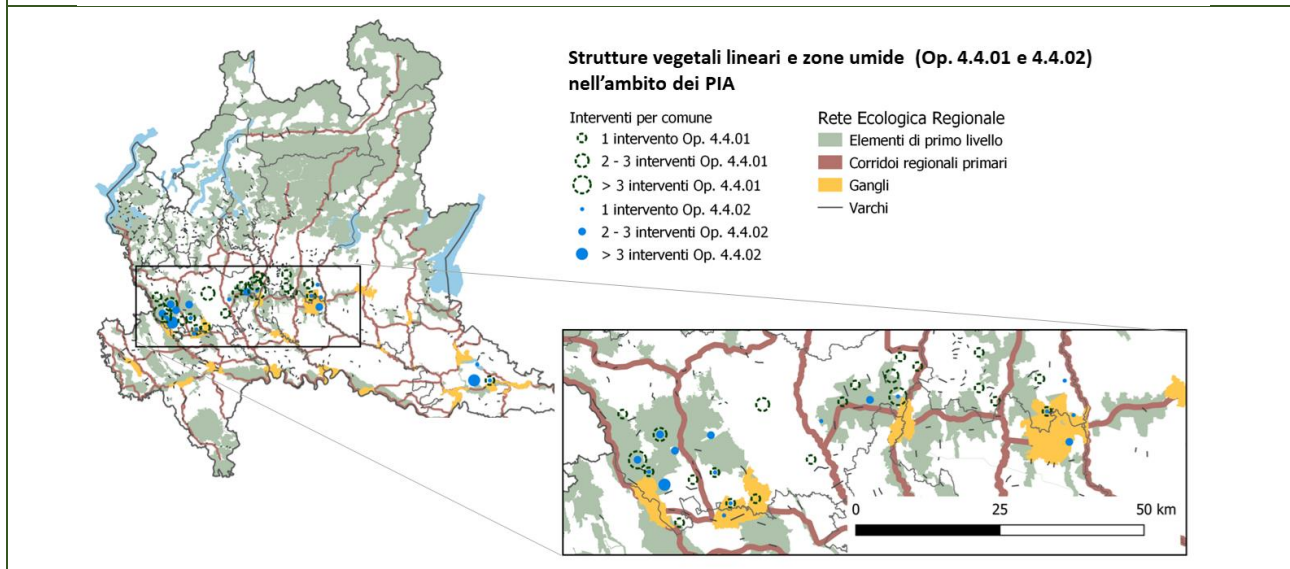 Strutture vegetali lineari e zone umide (Op. 4.4.01 e 4.4.02)
nell'ambito dei PIA
Interventi per comune
1 intervento Op. 4.4.01
2 - 3 interventi Op. 4.4.01
> 3 interventi Op. 4.4.01
1 intervento Op. 4.4.02
2 - 3 interventi Op. 4.4.02
> 3 interventi Op. 4.4.02
Rete Ecologica Regionale
Elementi di primo livello
Corridoi regionali primari
Gangli
Varchi
0 25 50 km